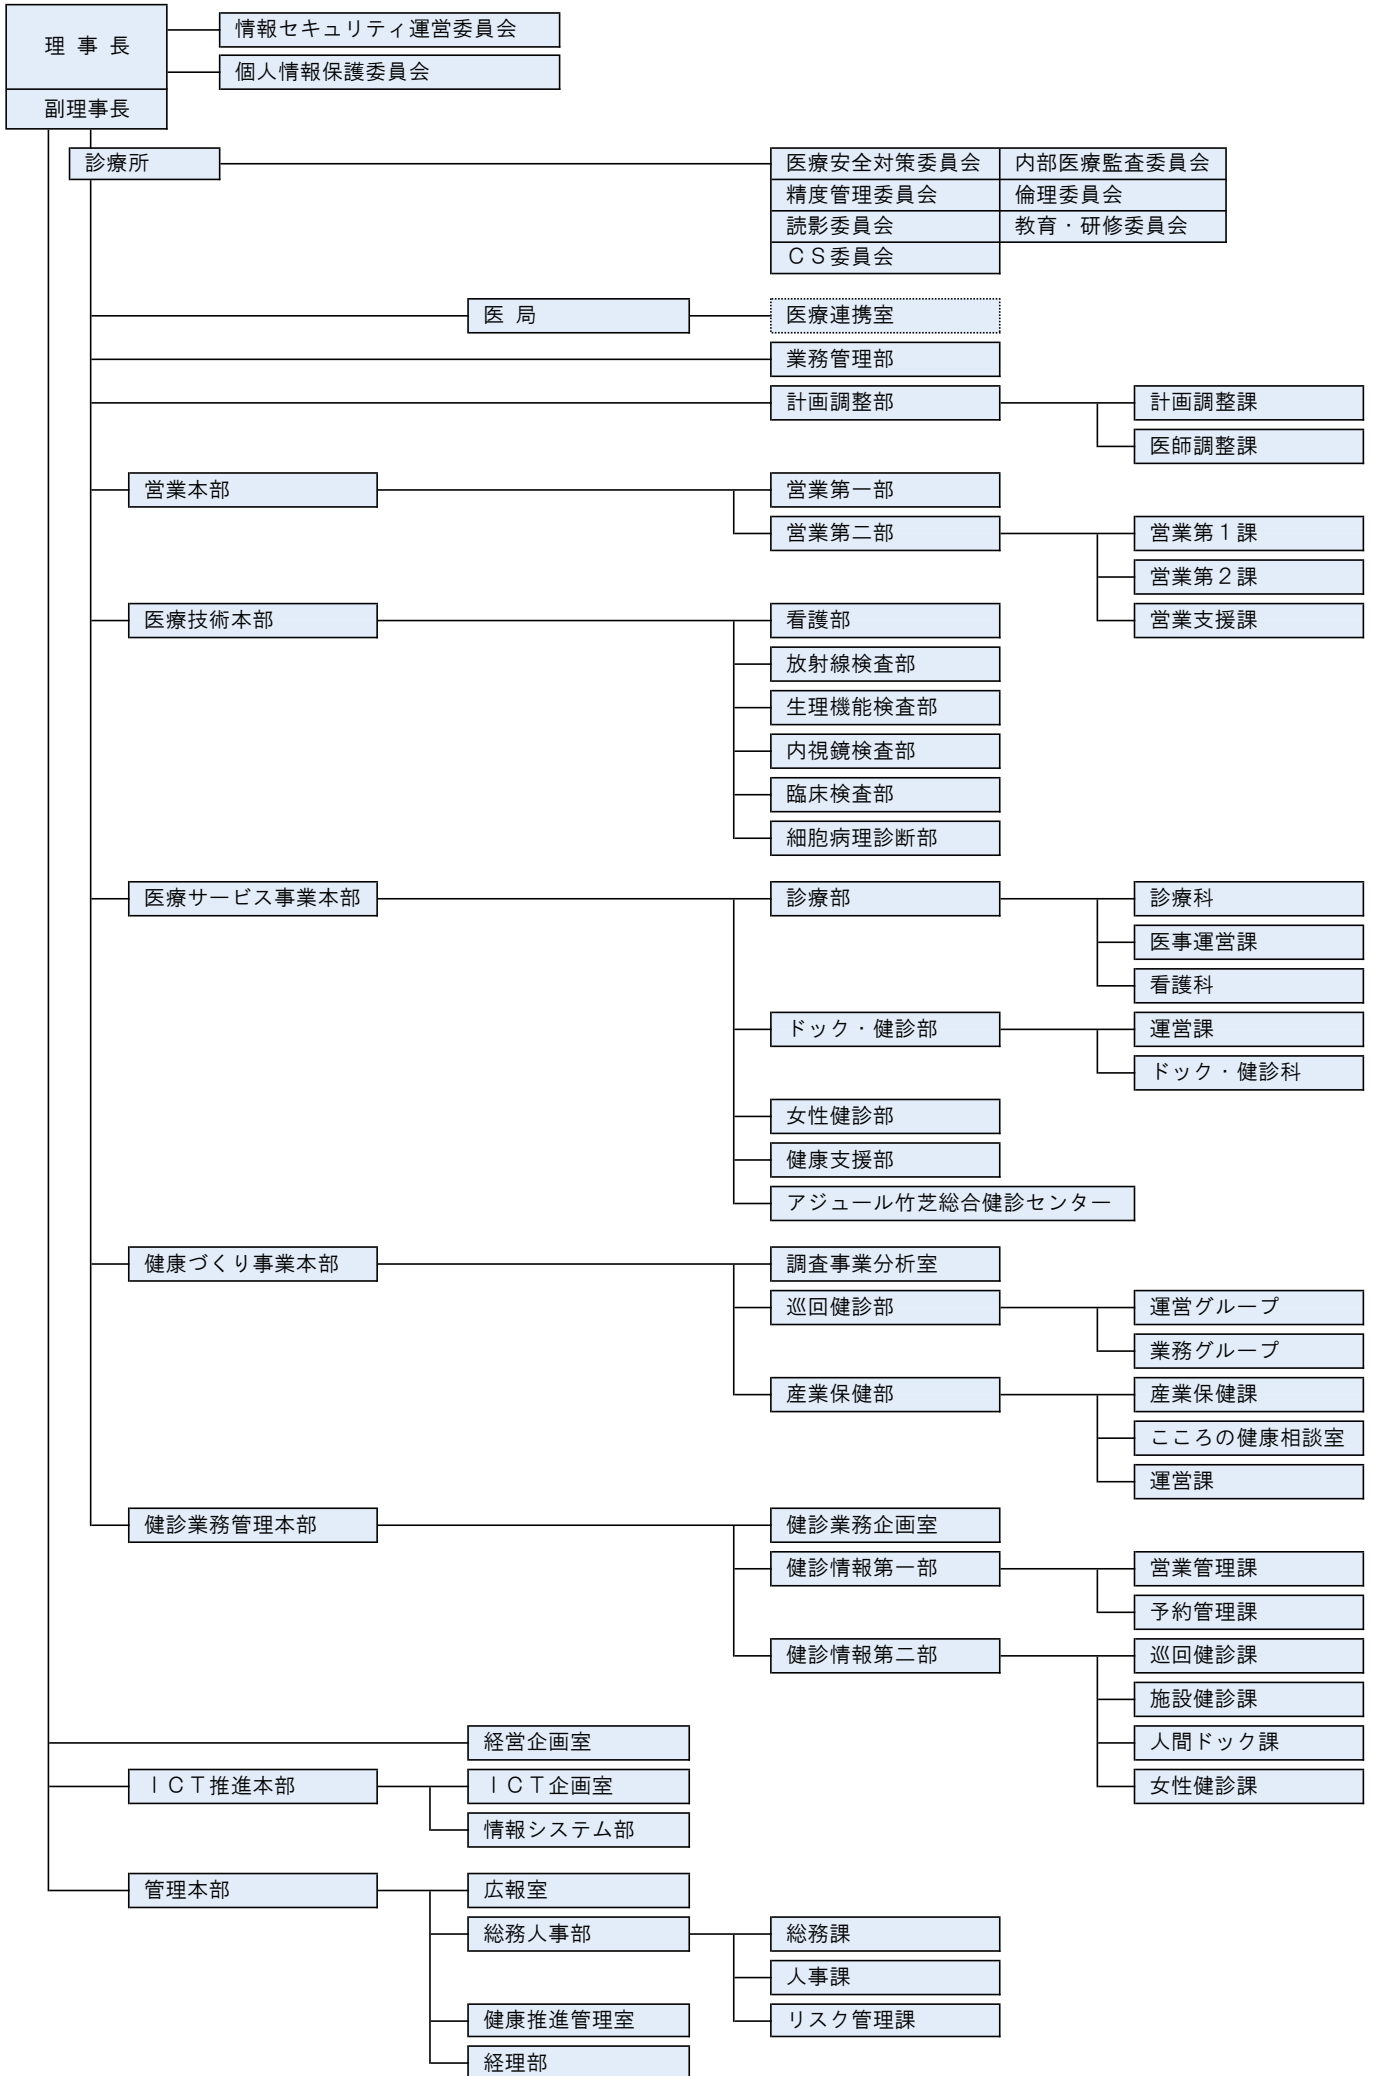 理 事 長
情報セキュリティ運営委員会
個人情報保護委員会
副理事長
診療所
医療安全対策委員会 内部医療監査委員会
精度管理委員会 倫理委員会
読影委員会 教育・研修委員会
ＣＳ委員会
医 局 医療連携室
業務管理部
計画調整部 計画調整課
医師調整課
営業本部 営業第一部
営業第二部 営業第１課
営業第２課
医療技術本部 看護部 営業支援課
放射線検査部
生理機能検査部
内視鏡検査部
臨床検査部
細胞病理診断部
医療サービス事業本部 診療部 診療科
医事運営課
看護科
ドック・健診部 運営課
ドック・健診科
女性健診部
健康支援部
アジュール竹芝総合健診センター
健康づくり事業本部 調査事業分析室
巡回健診部 運営グループ
業務グループ
産業保健部 産業保健課
こころの健康相談室
運営課
健診業務管理本部 健診業務企画室
健診情報第一部 営業管理課
予約管理課
健診情報第二部 巡回健診課
施設健診課
経営企画室 人間ドック課
ＩＣＴ推進本部 ＩＣＴ企画室 女性健診課
情報システム部
管理本部 広報室
総務人事部 総務課
人事課
健康推進管理室 リスク管理課
経理部